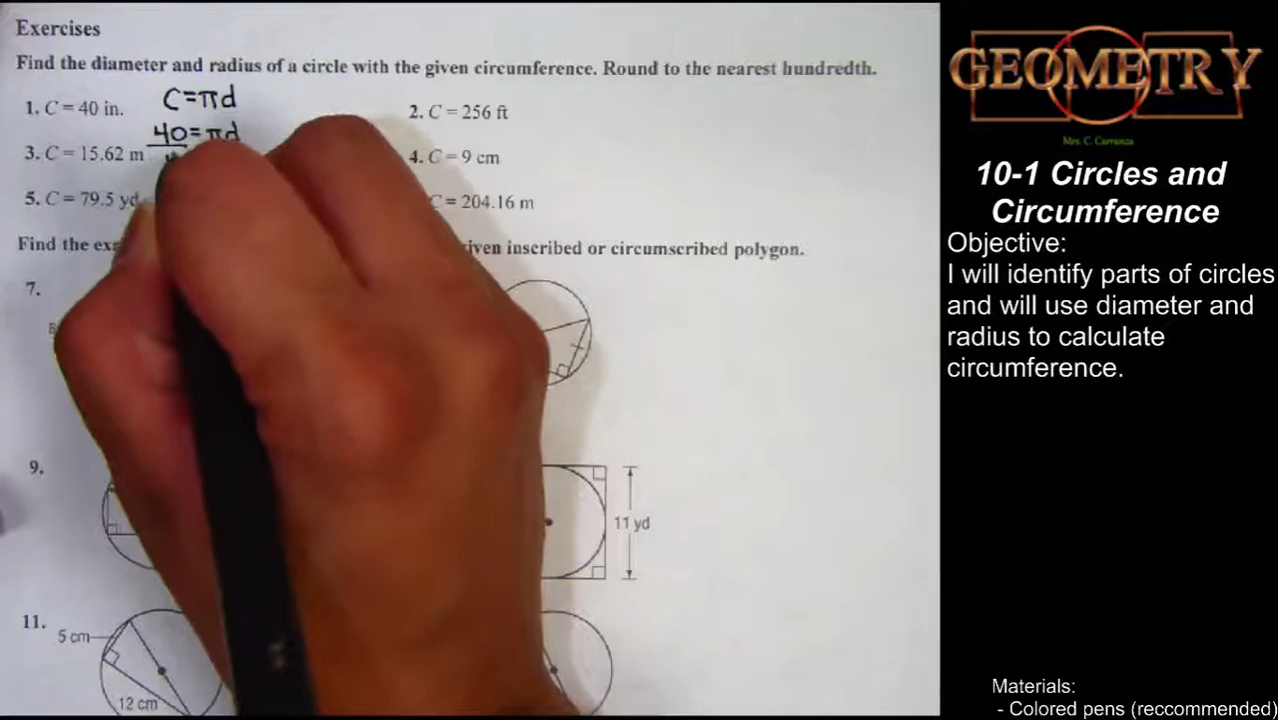 Exercises
Find the diameter and radius of a circle with the given circumference. Round to the nearest hundredth.
1. C = 40 in.
C=πd
2. C = 256 ft
40=πd
3. C = 15.62 m
4. C = 9 cm
5. C = 79.5 yd
C = 204.16 m
Find the
given inscribed or circumscribed polygon.
7.
9.
11 yd
11.
5 cm
12 cm
GEOMETRY
Mrs. C. Carranza
10-1 Circles and
Circumference
Objective:
I will identify parts of circles
and will use diameter and
radius to calculate
circumference.
Materials:
- Colored pens (reccommended)